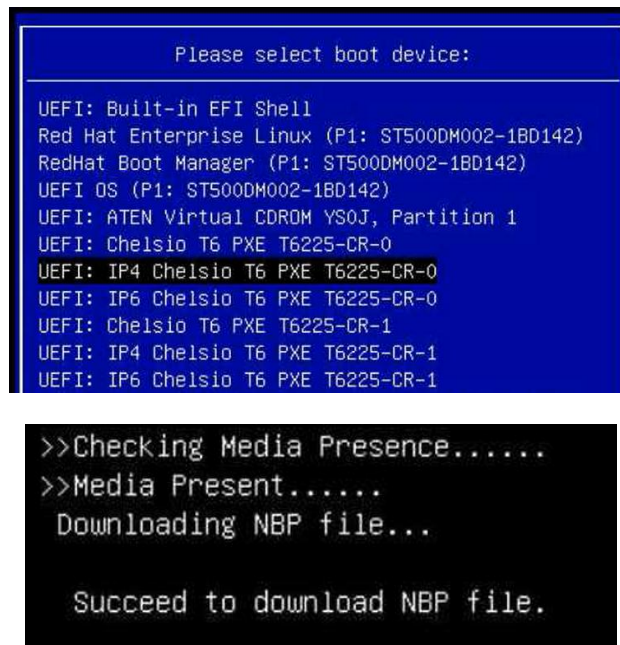 Please select boot device:
UEFI: Built-in EFI Shell
Red Hat Enterprise Linux (P1: ST500DM002-1BD142)
RedHat Boot Manager (P1: ST500DM002-1BD142)
UEFI OS (P1: ST500DM002-1BD142)
UEFI: ATEN Virtual CDROM YSOJ, Partition 1
UEFI: Chelsio T6 PXE T6225-CR-0
UEFI: IP4 Chelsio T6 PXE T6225-CR-0
UEFI: IP6 Chelsio T6 PXE T6225-CR-0
UEFI: Chelsio T6 PXE T6225-CR-1
UEFI: IP4 Chelsio T6 PXE T6225-CR-1
UEFI: IP6 Chelsio T6 PXE T6225-CR-1
>>Checking Media Presence......
>>Media Present......
Downloading NBP file...
Succeed to download NBP file.